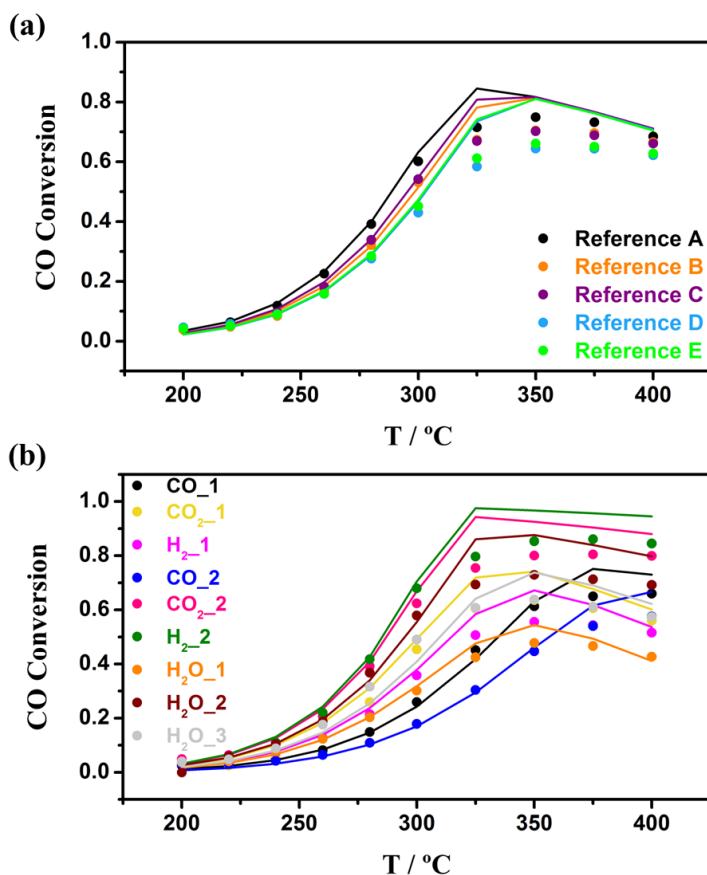 (a)
CO Conversion
1.0
0.8
0.6
0.4
0.2
0.0
Reference A
Reference B
Reference C
Reference D
Reference E
200 250 300 350 400
T / ºC
(b)
CO Conversion
1.0
0.8
0.6
0.4
0.2
0.0
CO_1
CO₂_1
H₂_1
CO_2
CO₂_2
H₂_2
H₂O_1
H₂O_2
H₂O_3
200 250 300 350 400
T / ºC